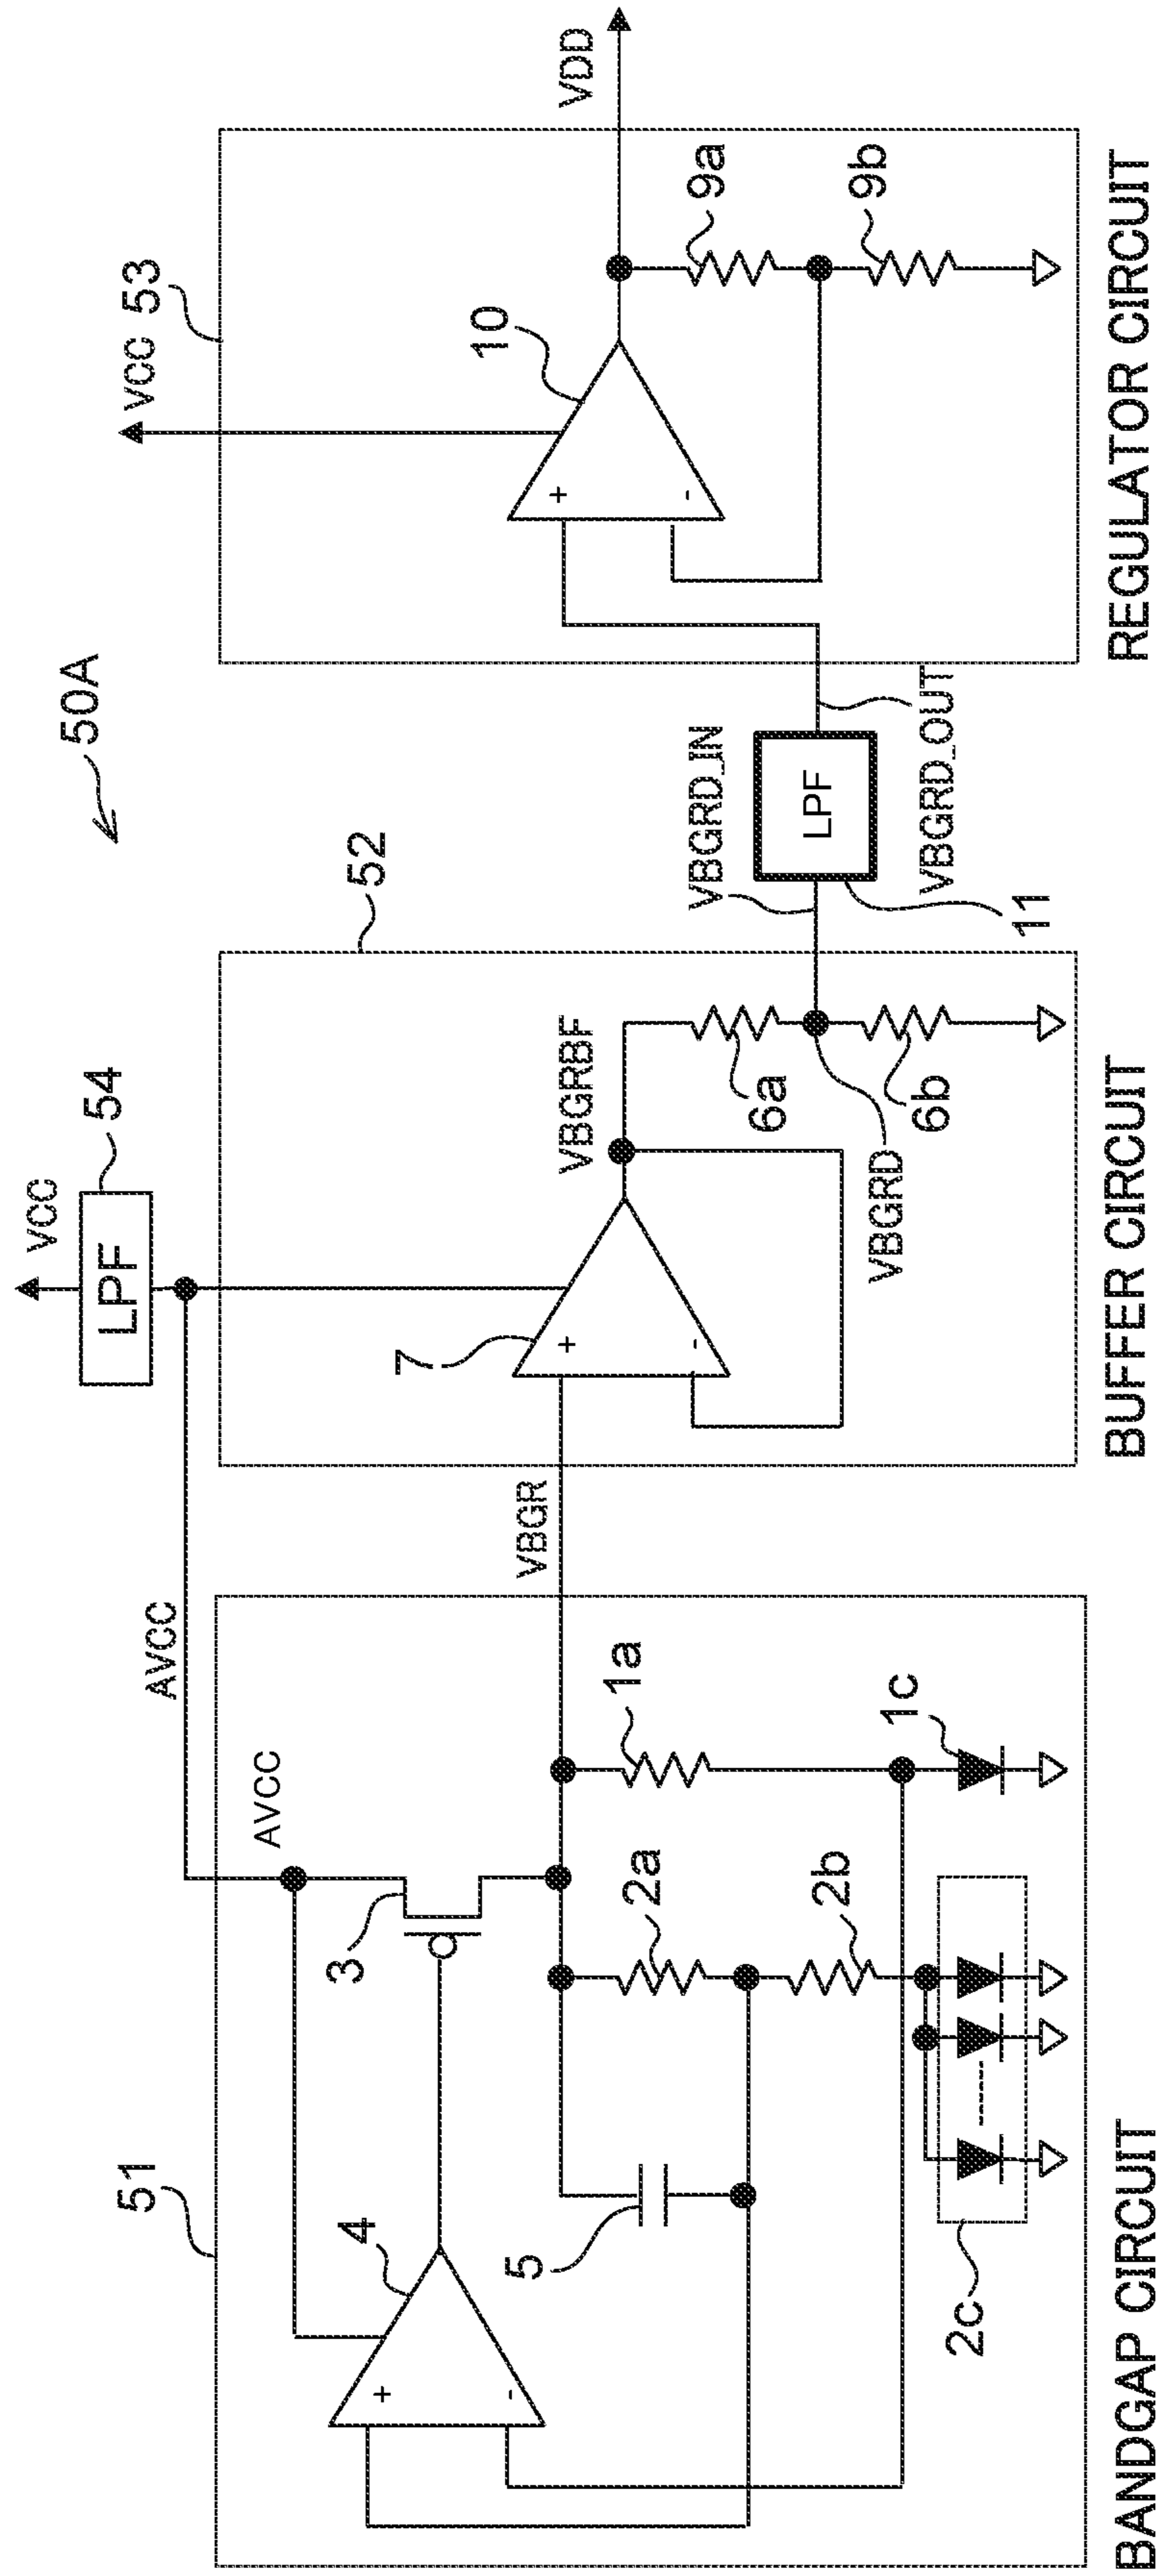 50A
VCC
LPF
54
VCC
53
AVCC
51
AVCC
3
4
+
-
5
2a
2b
1a
1c
2c
VBGR
52
7
+
-
VBGRBF
6a
6b
VBGRD
VBGRD_IN
LPF
11
VBGRD_OUT
10
+
-
9a
9b
VDD
BANDGAP CIRCUIT
BUFFER CIRCUIT
REGULATOR CIRCUIT